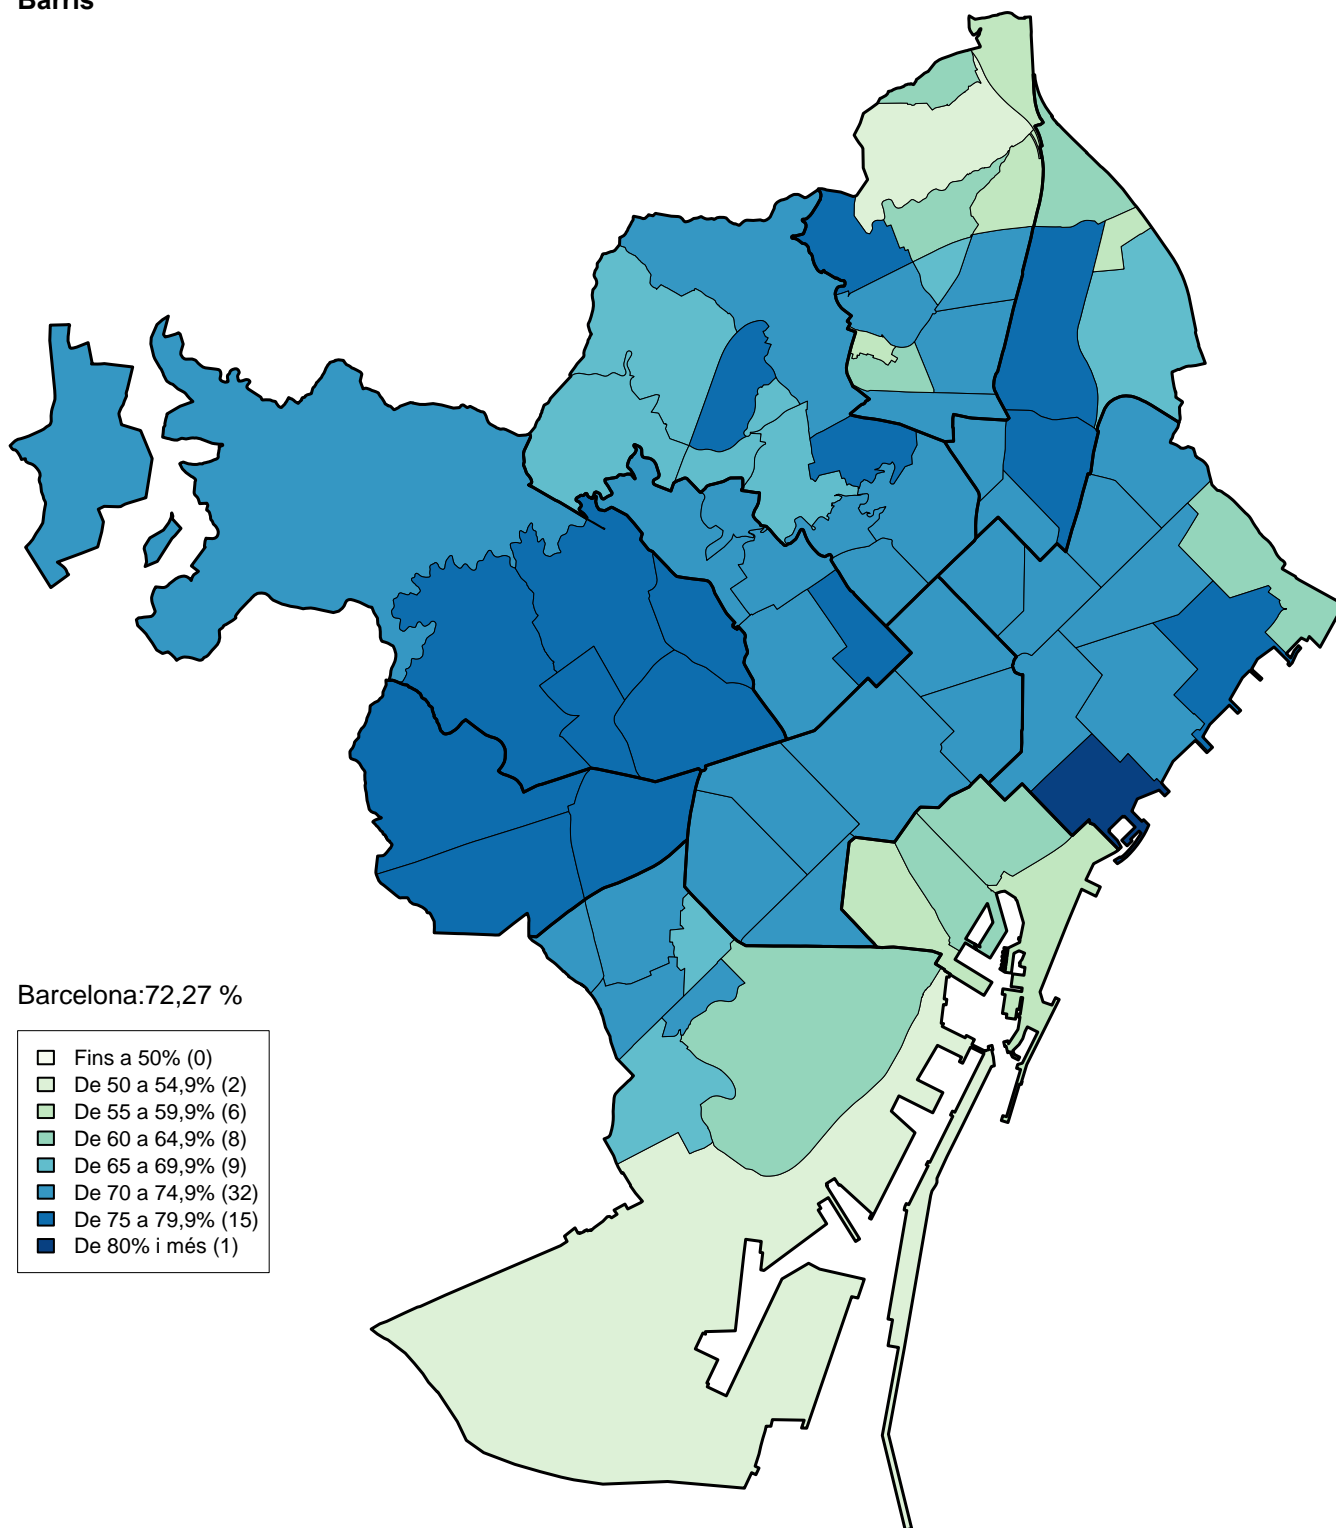 Barris
Barcelona:72,27 %
Fins a 50% (0)
De 50 a 54,9% (2)
De 55 a 59,9% (6)
De 60 a 64,9% (8)
De 65 a 69,9% (9)
De 70 a 74,9% (32)
De 75 a 79,9% (15)
De 80% i més (1)